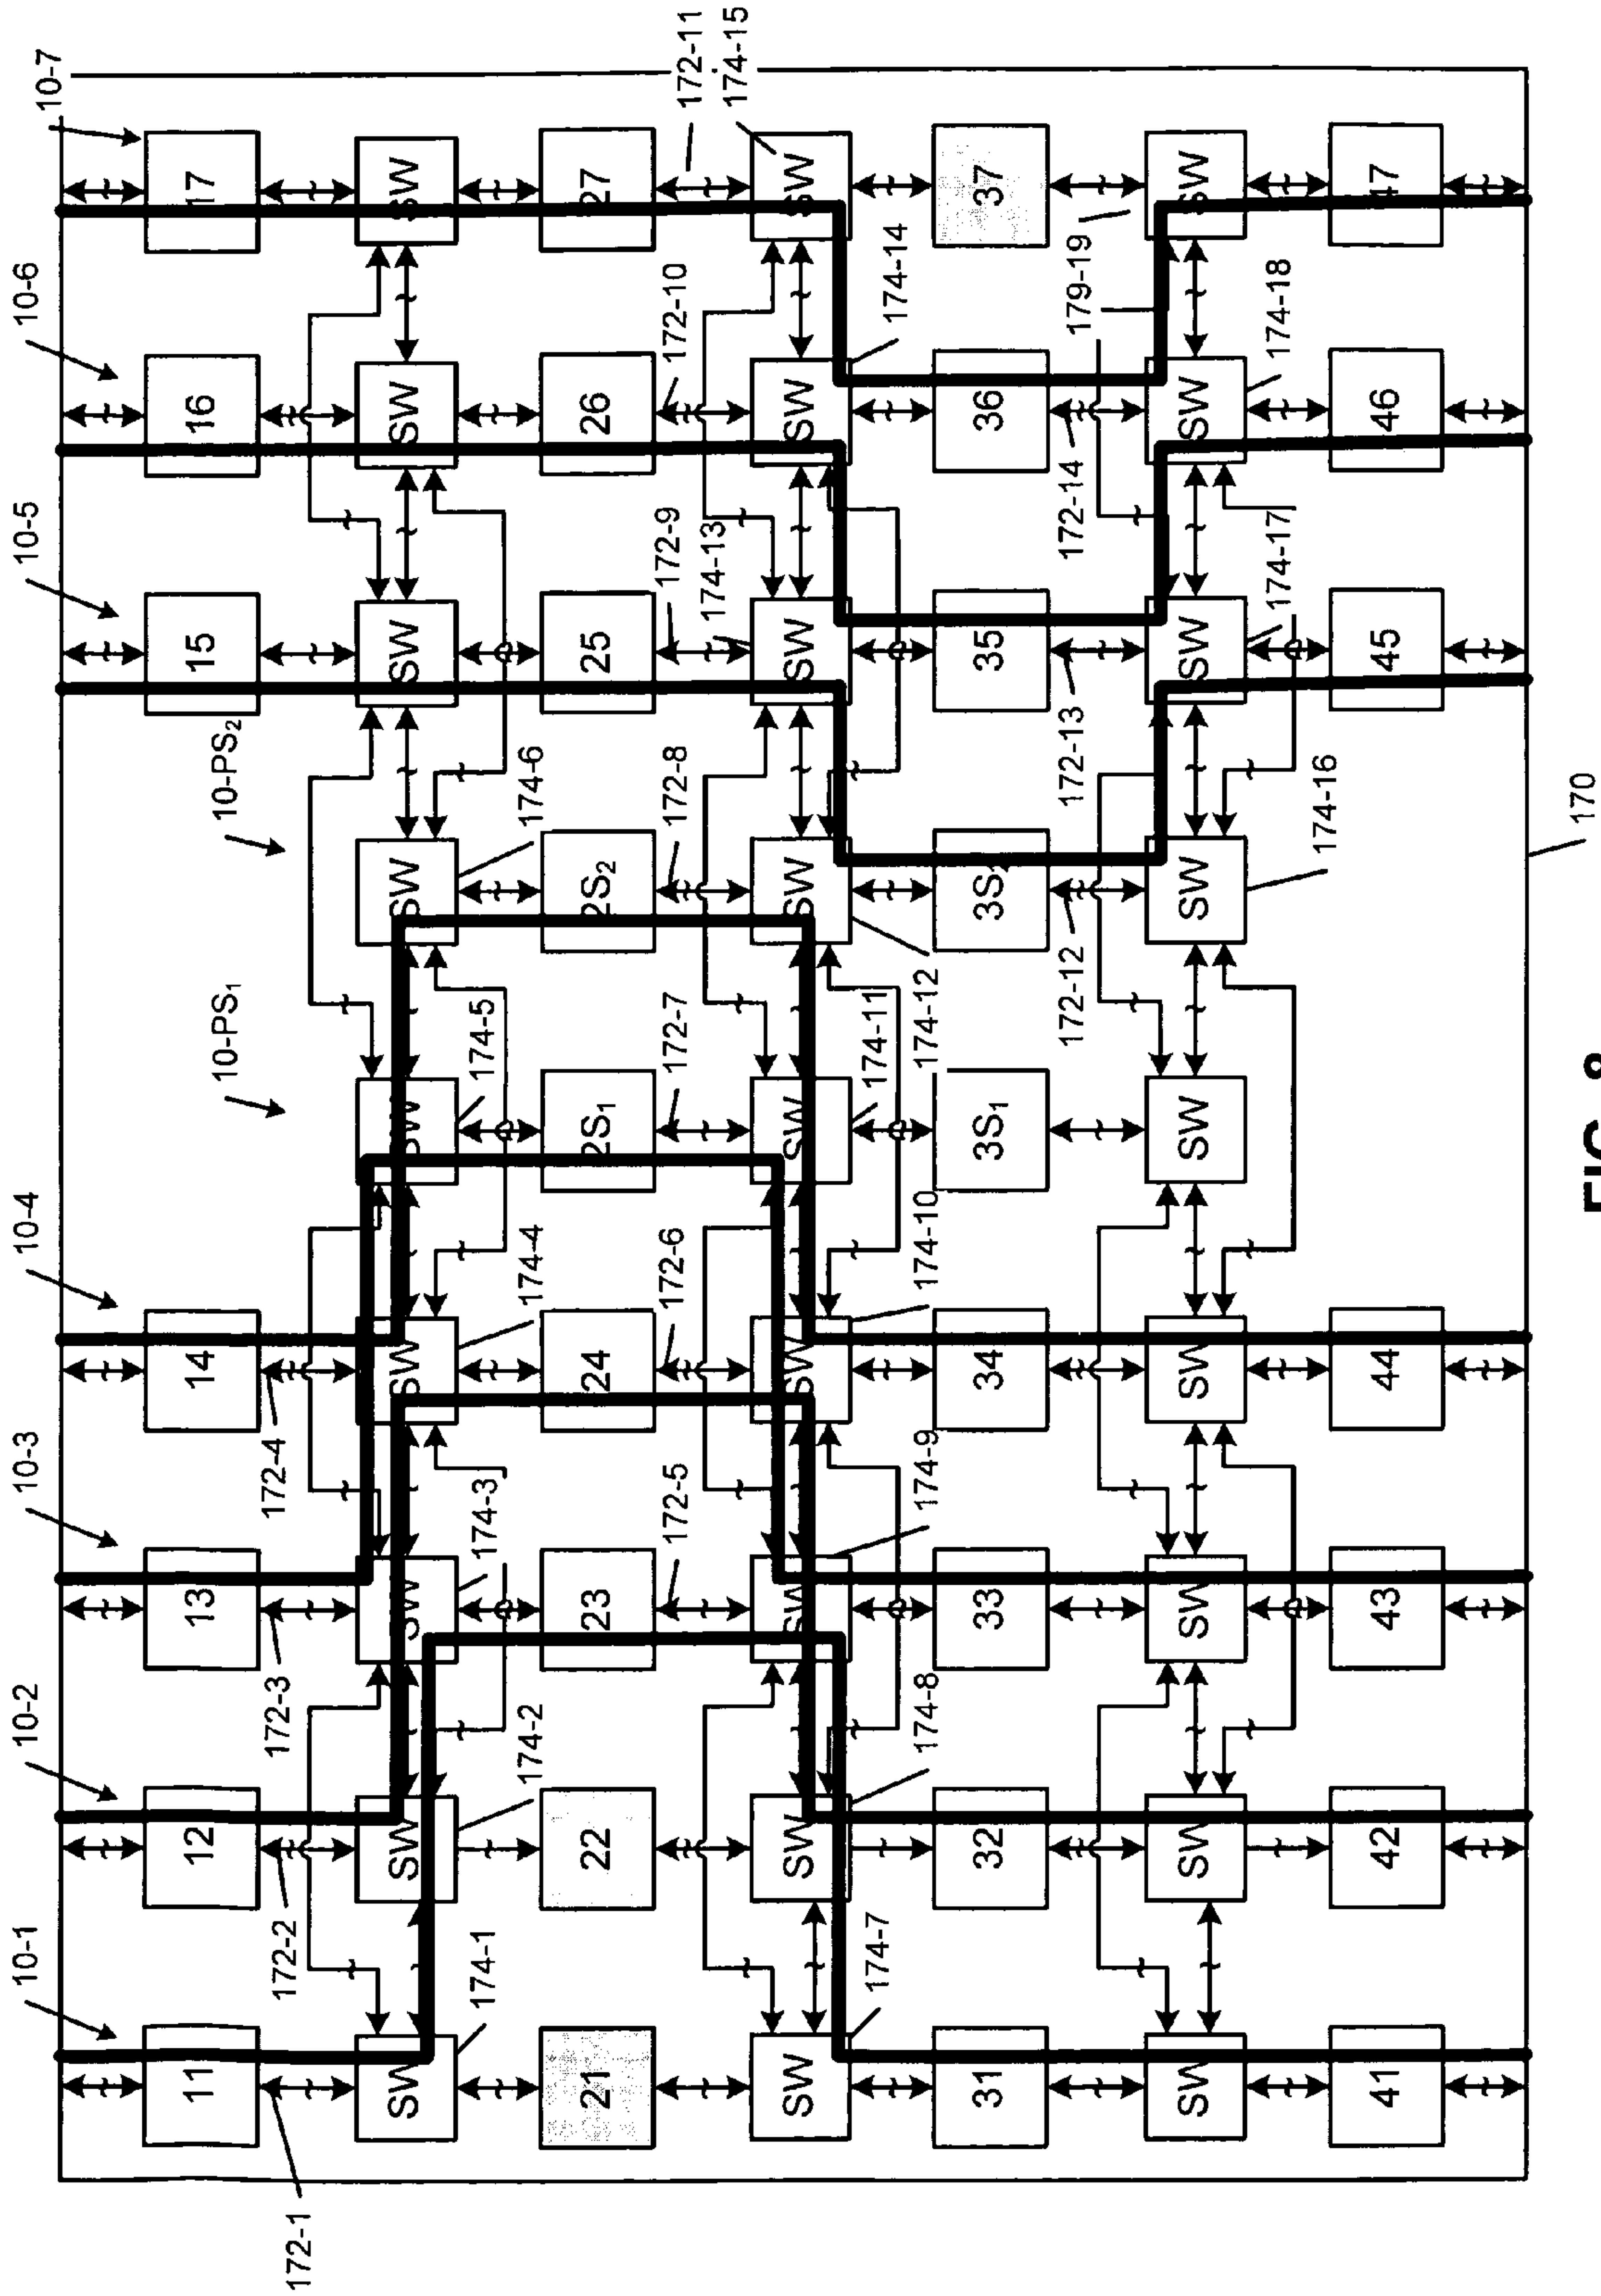 10-1
10-2
10-3
10-4
10-5
10-6
10-7
11
12
13
14
15
16
17
10-PS₁
10-PS₂
172-1
172-2
172-3
172-4
SW
SW
SW
SW
SW
SW
SW
SW
SW
174-1
174-2
174-3
174-4
174-5
174-6
21
22
23
24
2S₁
2S₂
25
26
27
172-5
172-6
172-7
172-8
172-9
172-10
172-11
174-13
174-15
SW
SW
SW
SW
SW
SW
SW
SW
SW
174-7
174-8
174-9
174-10
174-11
174-12
174-14
31
32
33
34
3S₁
3S₂
35
36
37
172-12
172-13
172-14
179-19
SW
SW
SW
SW
SW
SW
SW
SW
SW
174-16
174-17
174-18
41
42
43
44
45
46
47
170
FIG. 8